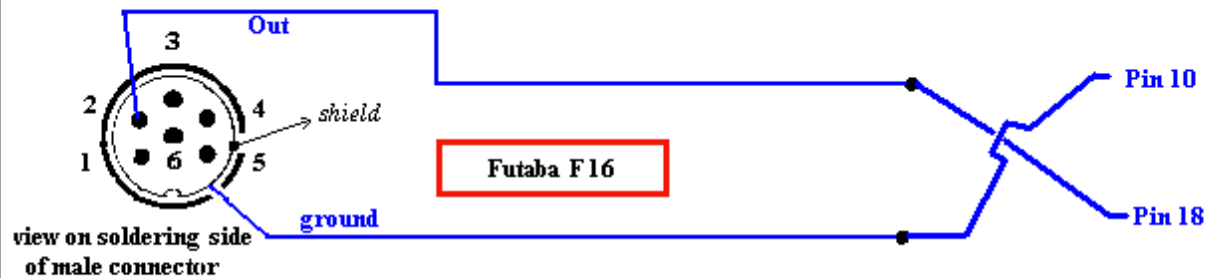 Out
3
2
4
shield
1
6
5
Futaba F16
Pin 10
Pin 18
ground
view on soldering side
of male connector